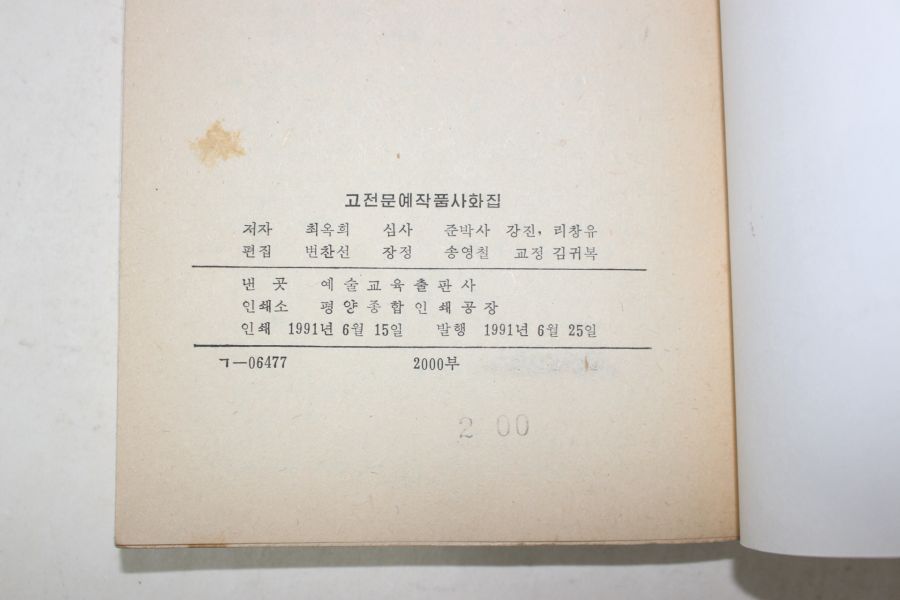 고전문예작품사화집
저자 최옥희 심사 준박사 강진, 리창유
편집 변찬선 장정 송영철 교정 김귀복
낸 곳 예술교육출판사
인쇄소 평양종합인쇄공장
인쇄 1991년 6월 15일 발행 1991년 6월 25일
ㄱ—06477 2000부
2 00